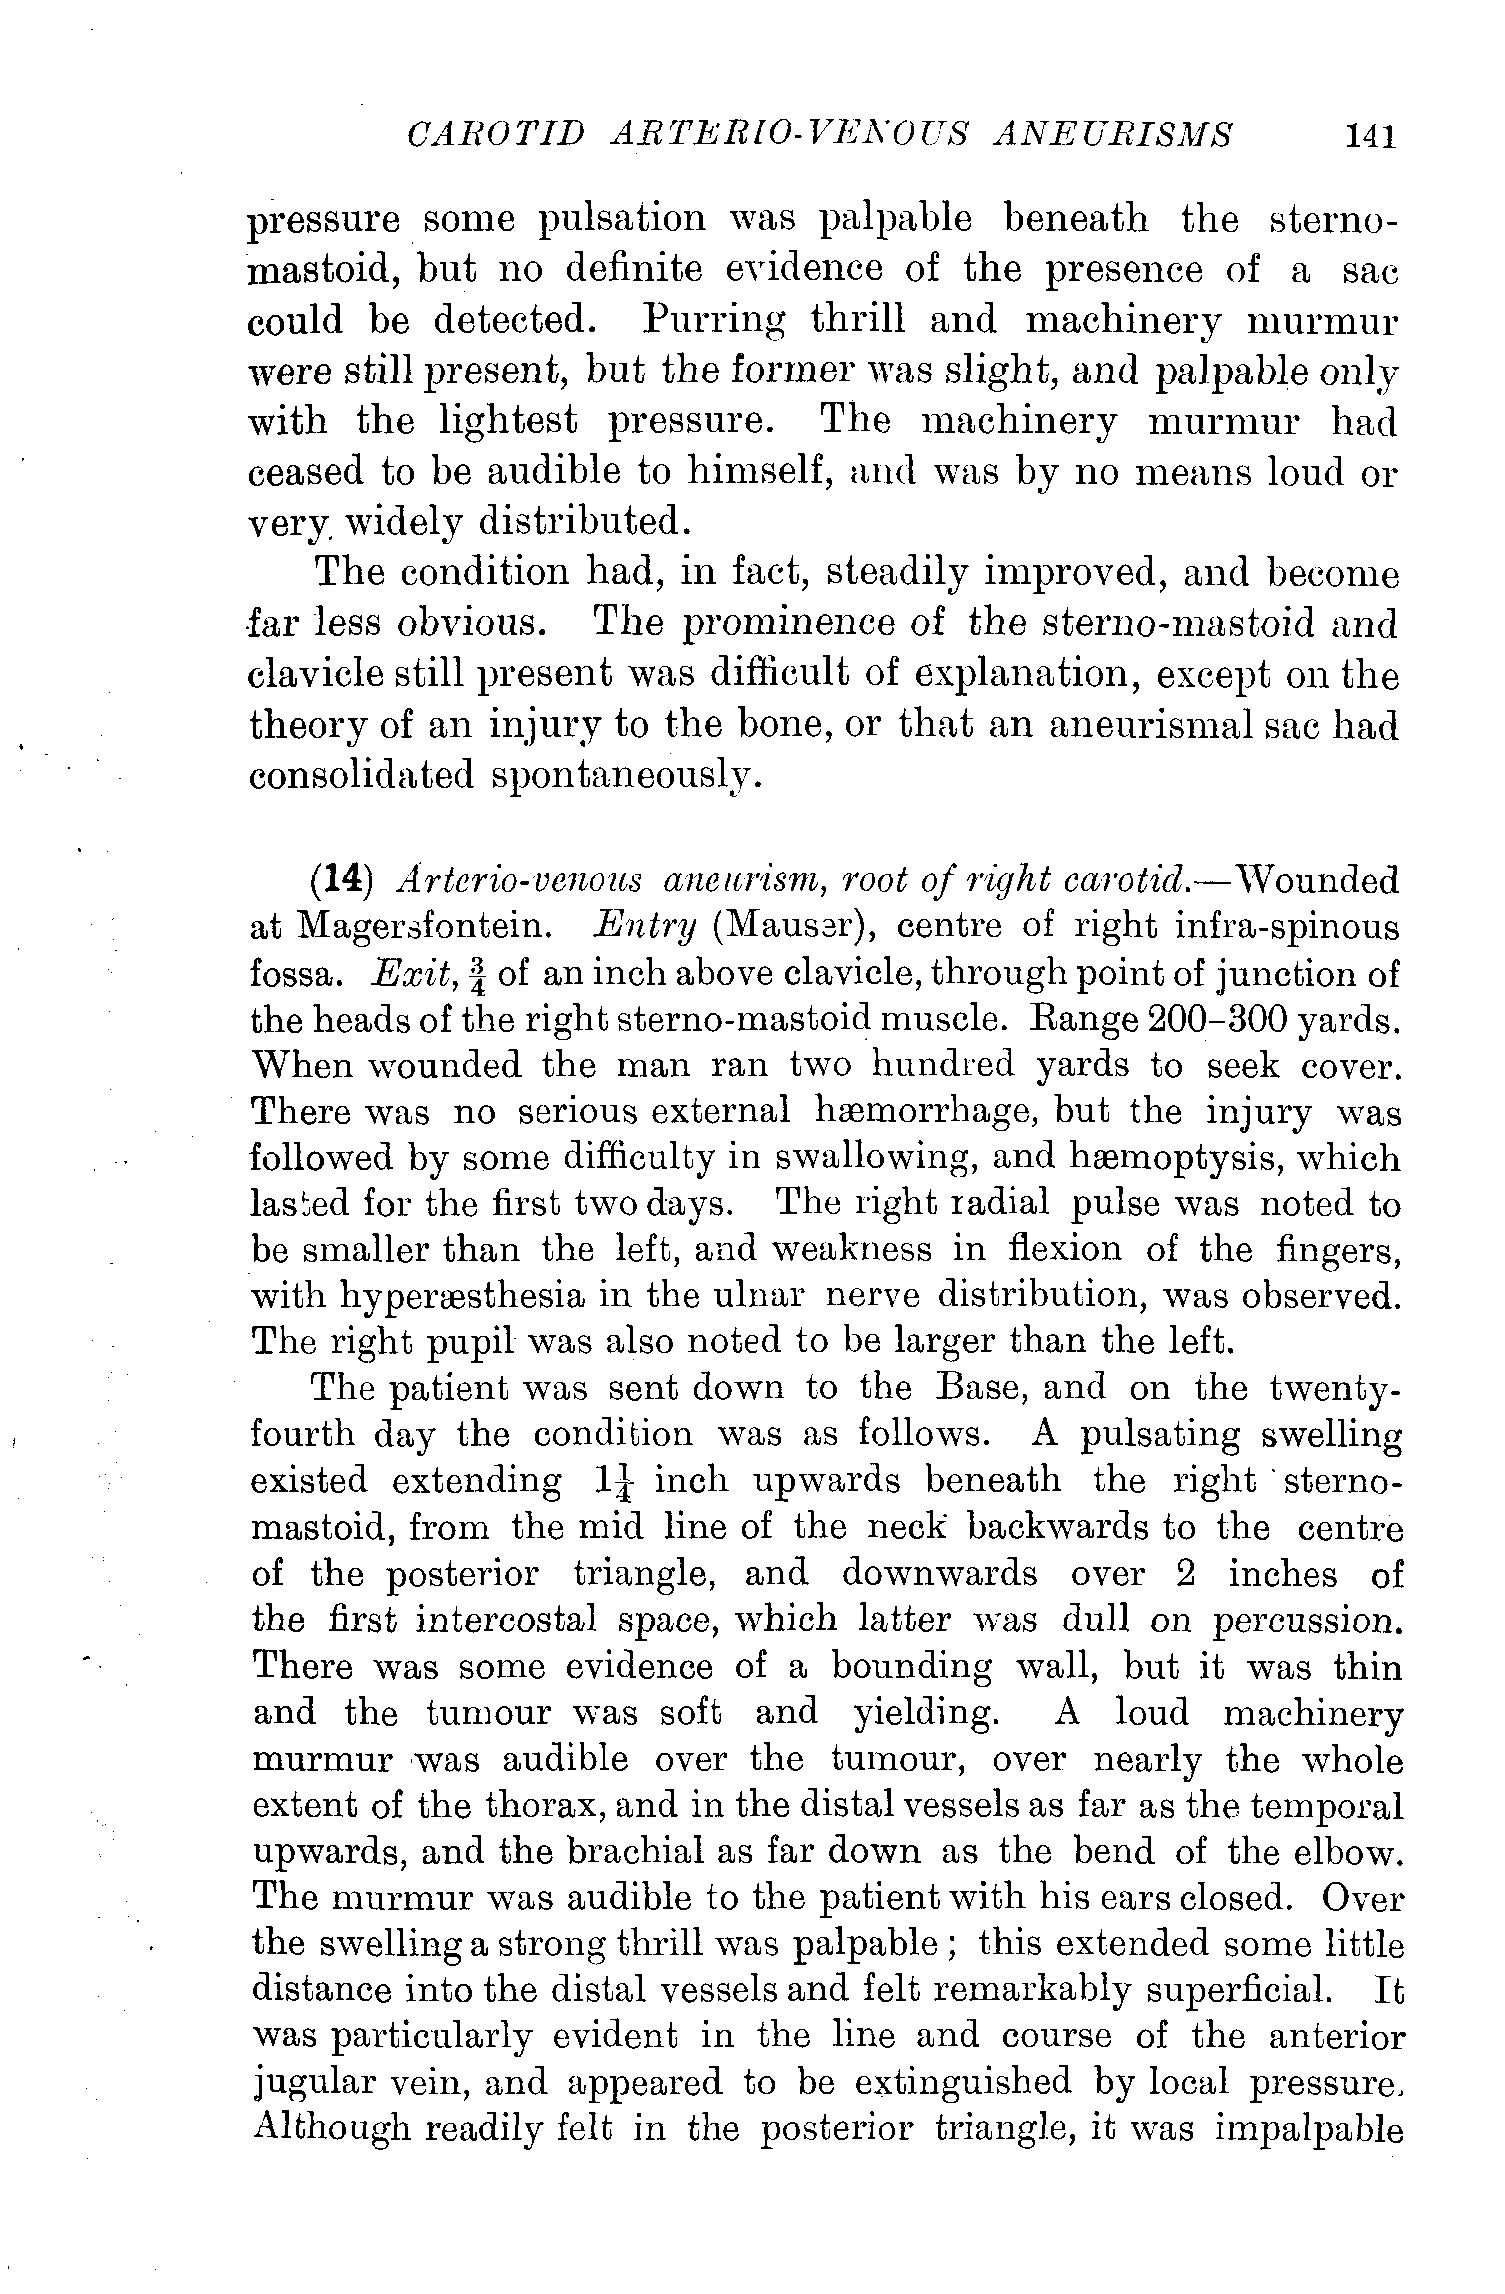 CAROTID ARTERIO-VENOUS ANEURISMS 141
pressure some pulsation was palpable beneath the sterno-
mastoid, but no definite evidence of the presence of a sac
could be detected. Purring thrill and machinery murmur
were still present, but the former was slight, and palpable only
with the lightest pressure. The machinery murmur had
ceased to be audible to himself, and was by no means loud or
very widely distributed.
The condition had, in fact, steadily improved, and become
far less obvious. The prominence of the sterno-mastoid and
clavicle still present was difficult of explanation, except on the
theory of an injury to the bone, or that an aneurismal sac had
consolidated spontaneously.
(14) Arterio-venous aneurism, root of right carotid.—Wounded
at Magersfontein. Entry (Mauser), centre of right infra-spinous
fossa. Exit, ¾ of an inch above clavicle, through point of junction of
the heads of the right sterno-mastoid muscle. Range 200–300 yards.
When wounded the man ran two hundred yards to seek cover.
There was no serious external hæmorrhage, but the injury was
followed by some difficulty in swallowing, and hæmoptysis, which
lasted for the first two days. The right radial pulse was noted to
be smaller than the left, and weakness in flexion of the fingers,
with hyperæsthesia in the ulnar nerve distribution, was observed.
The right pupil was also noted to be larger than the left.
The patient was sent down to the Base, and on the twenty-
fourth day the condition was as follows. A pulsating swelling
existed extending 1¼ inch upwards beneath the right sterno-
mastoid, from the mid line of the neck backwards to the centre
of the posterior triangle, and downwards over 2 inches of
the first intercostal space, which latter was dull on percussion.
There was some evidence of a bounding wall, but it was thin
and the tumour was soft and yielding. A loud machinery
murmur was audible over the tumour, over nearly the whole
extent of the thorax, and in the distal vessels as far as the temporal
upwards, and the brachial as far down as the bend of the elbow.
The murmur was audible to the patient with his ears closed. Over
the swelling a strong thrill was palpable; this extended some little
distance into the distal vessels and felt remarkably superficial. It
was particularly evident in the line and course of the anterior
jugular vein, and appeared to be extinguished by local pressure.
Although readily felt in the posterior triangle, it was impalpable